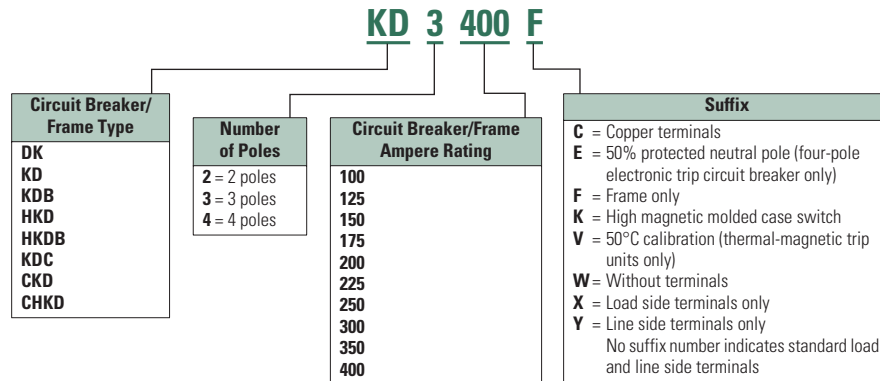 KD 3 400 F
Circuit Breaker/
Frame Type
DK
KD
KDB
HKD
HKDB
KDC
CKD
CHKD
Number
of Poles
2 = 2 poles
3 = 3 poles
4 = 4 poles
Circuit Breaker/Frame
Ampere Rating
100
125
150
175
200
225
250
300
350
400
Suffix
C = Copper terminals
E = 50% protected neutral pole (four-pole
electronic trip circuit breaker only)
F = Frame only
K = High magnetic molded case switch
V = 50°C calibration (thermal-magnetic trip
units only)
W = Without terminals
X = Load side terminals only
Y = Line side terminals only
No suffix number indicates standard load
and line side terminals